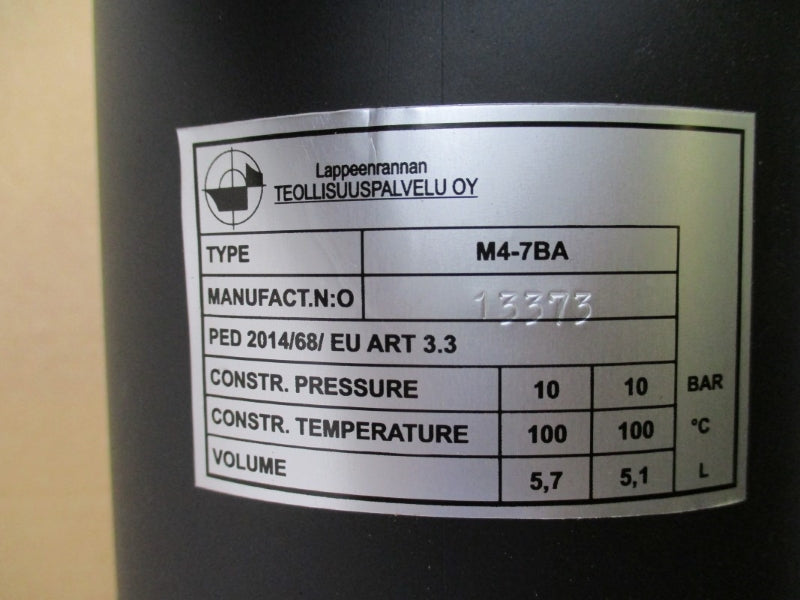 Lappeenrannan
TEOLLISUUSPALVELU OY
TYPE M4-7BA
MANUFACT.N:O 13373
PED 2014/68/ EU ART 3.3
CONSTR. PRESSURE 10 10 BAR
CONSTR. TEMPERATURE 100 100 °C
VOLUME 5,7 5,1 L